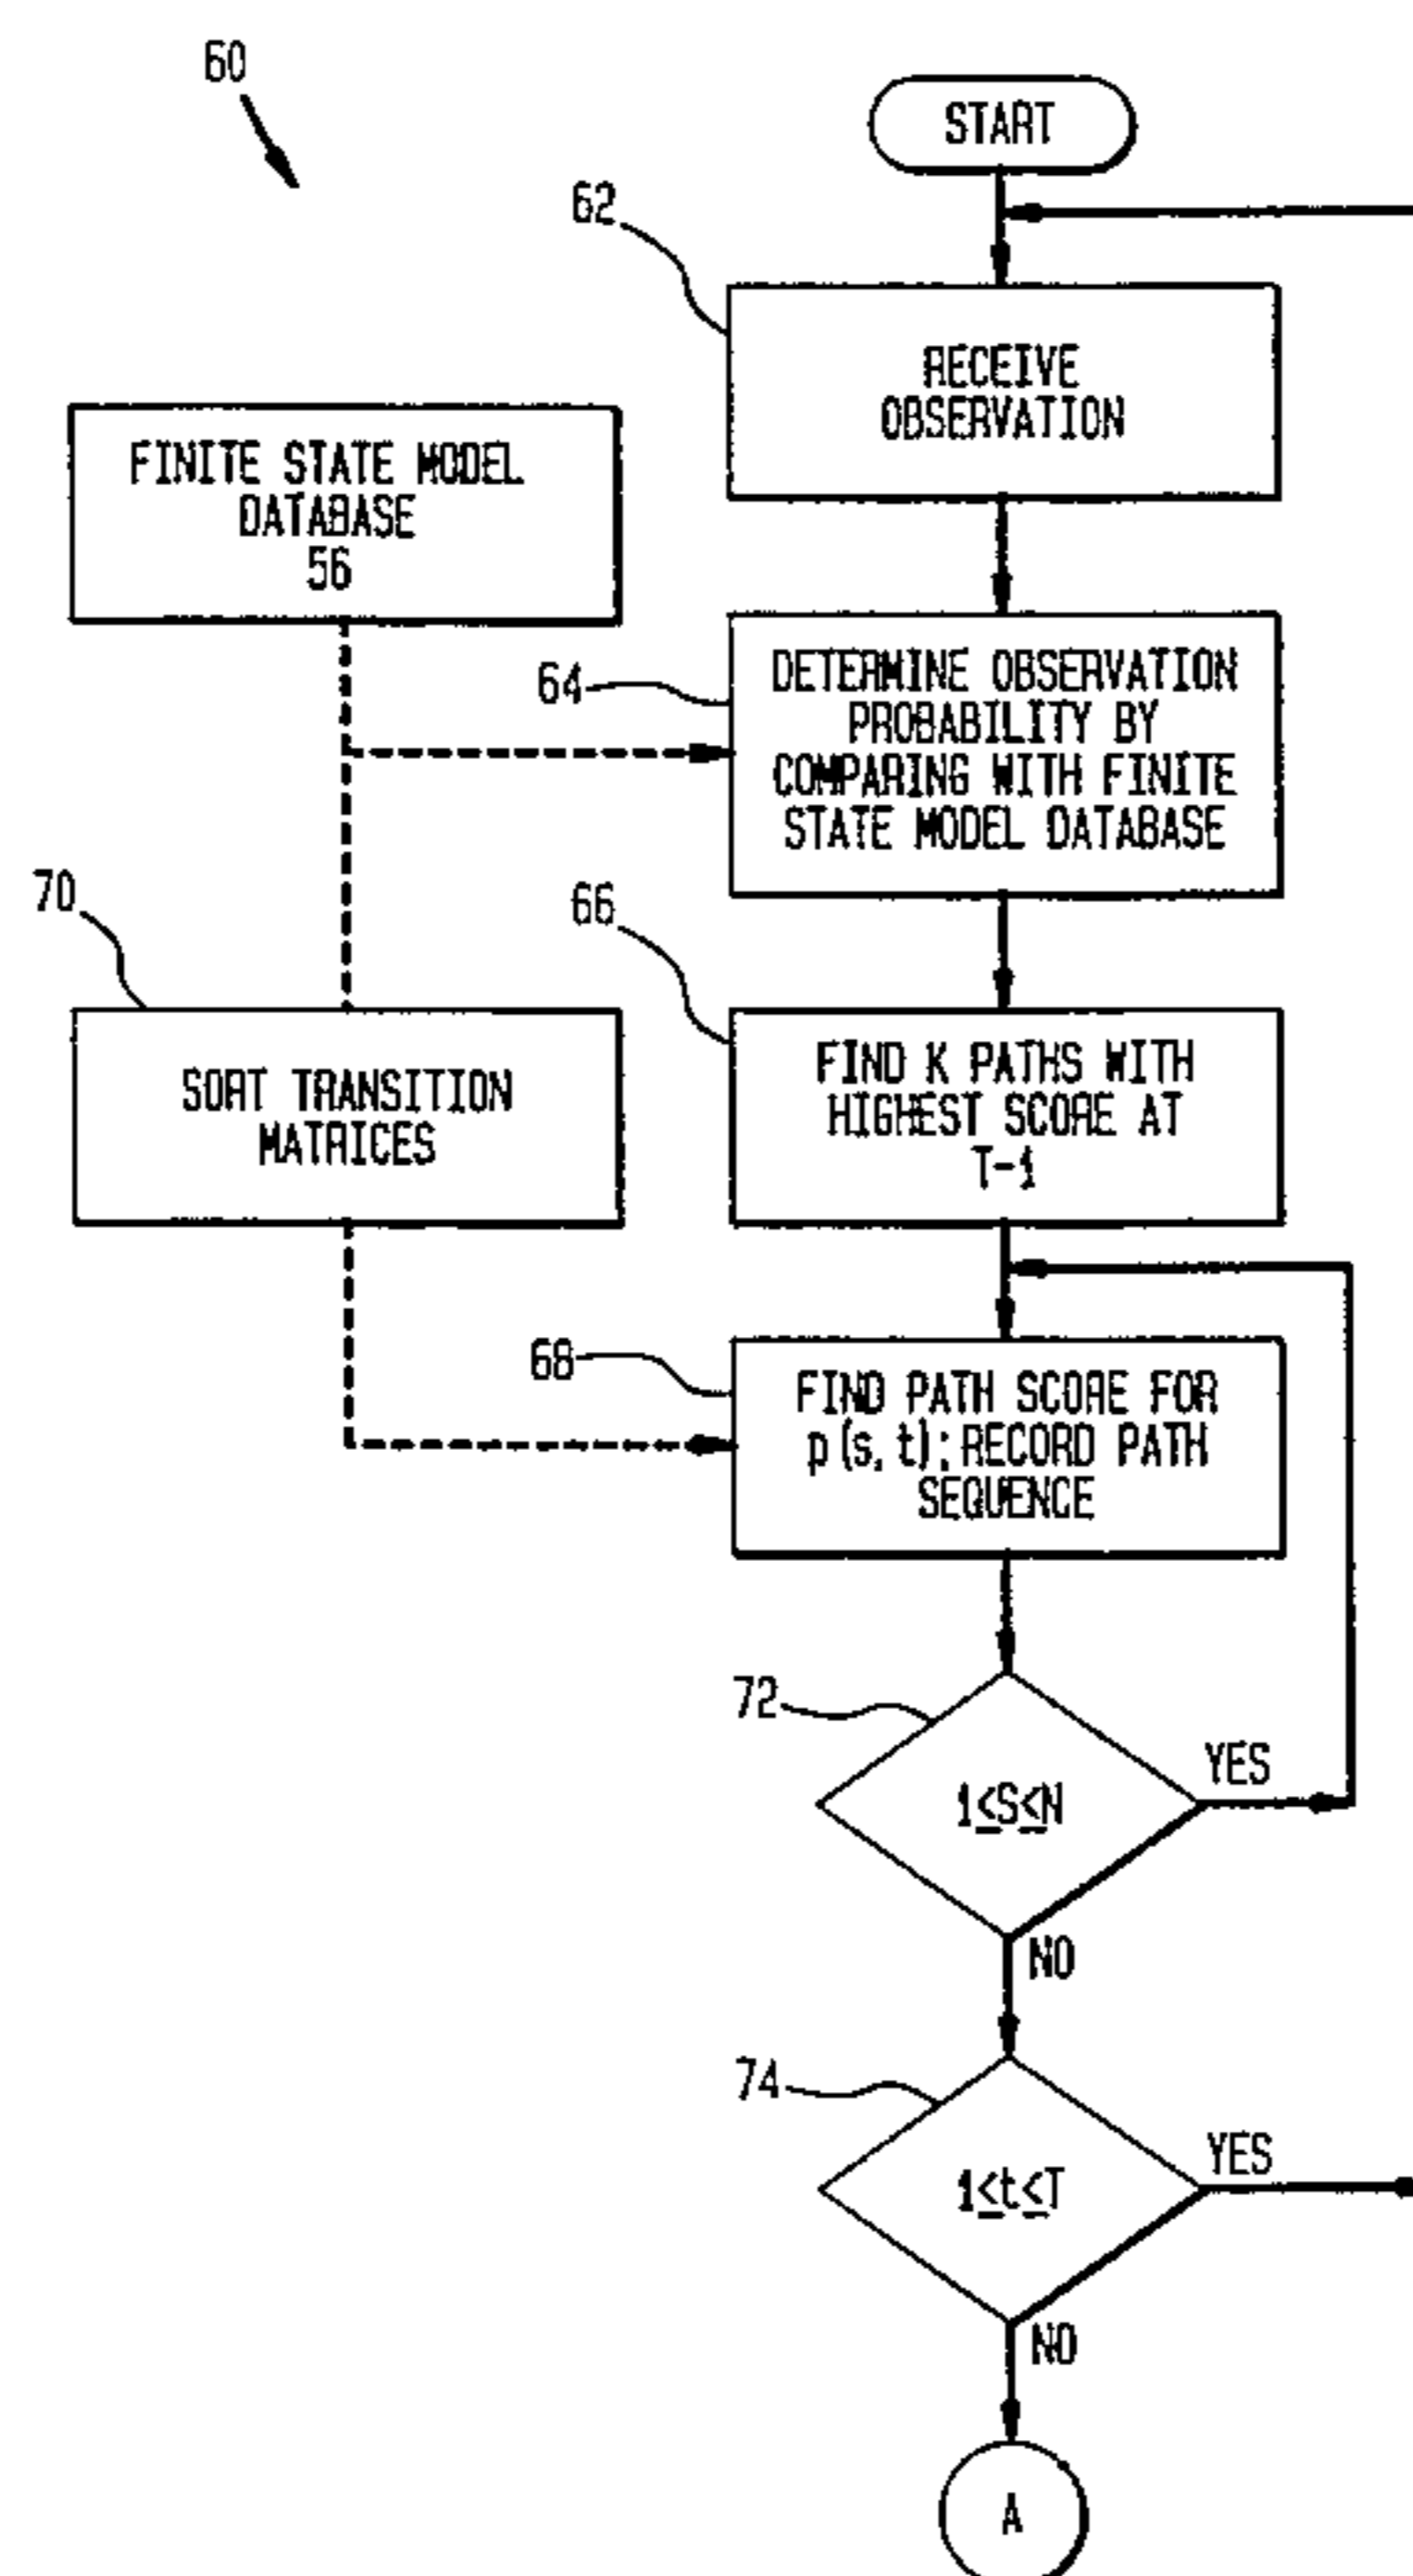 60
START
62
RECEIVE
OBSERVATION
FINITE STATE MODEL
DATABASE
56
64
DETERMINE OBSERVATION
PROBABILITY BY
COMPARING WITH FINITE
STATE MODEL DATABASE
70
66
SORT TRANSITION
MATRICES
FIND K PATHS WITH
HIGHEST SCORE AT
T-1
68
FIND PATH SCORE FOR
p(s,t); RECORD PATH
SEQUENCE
72
1≤S≤N
YES
NO
74
1≤t≤T
YES
NO
A